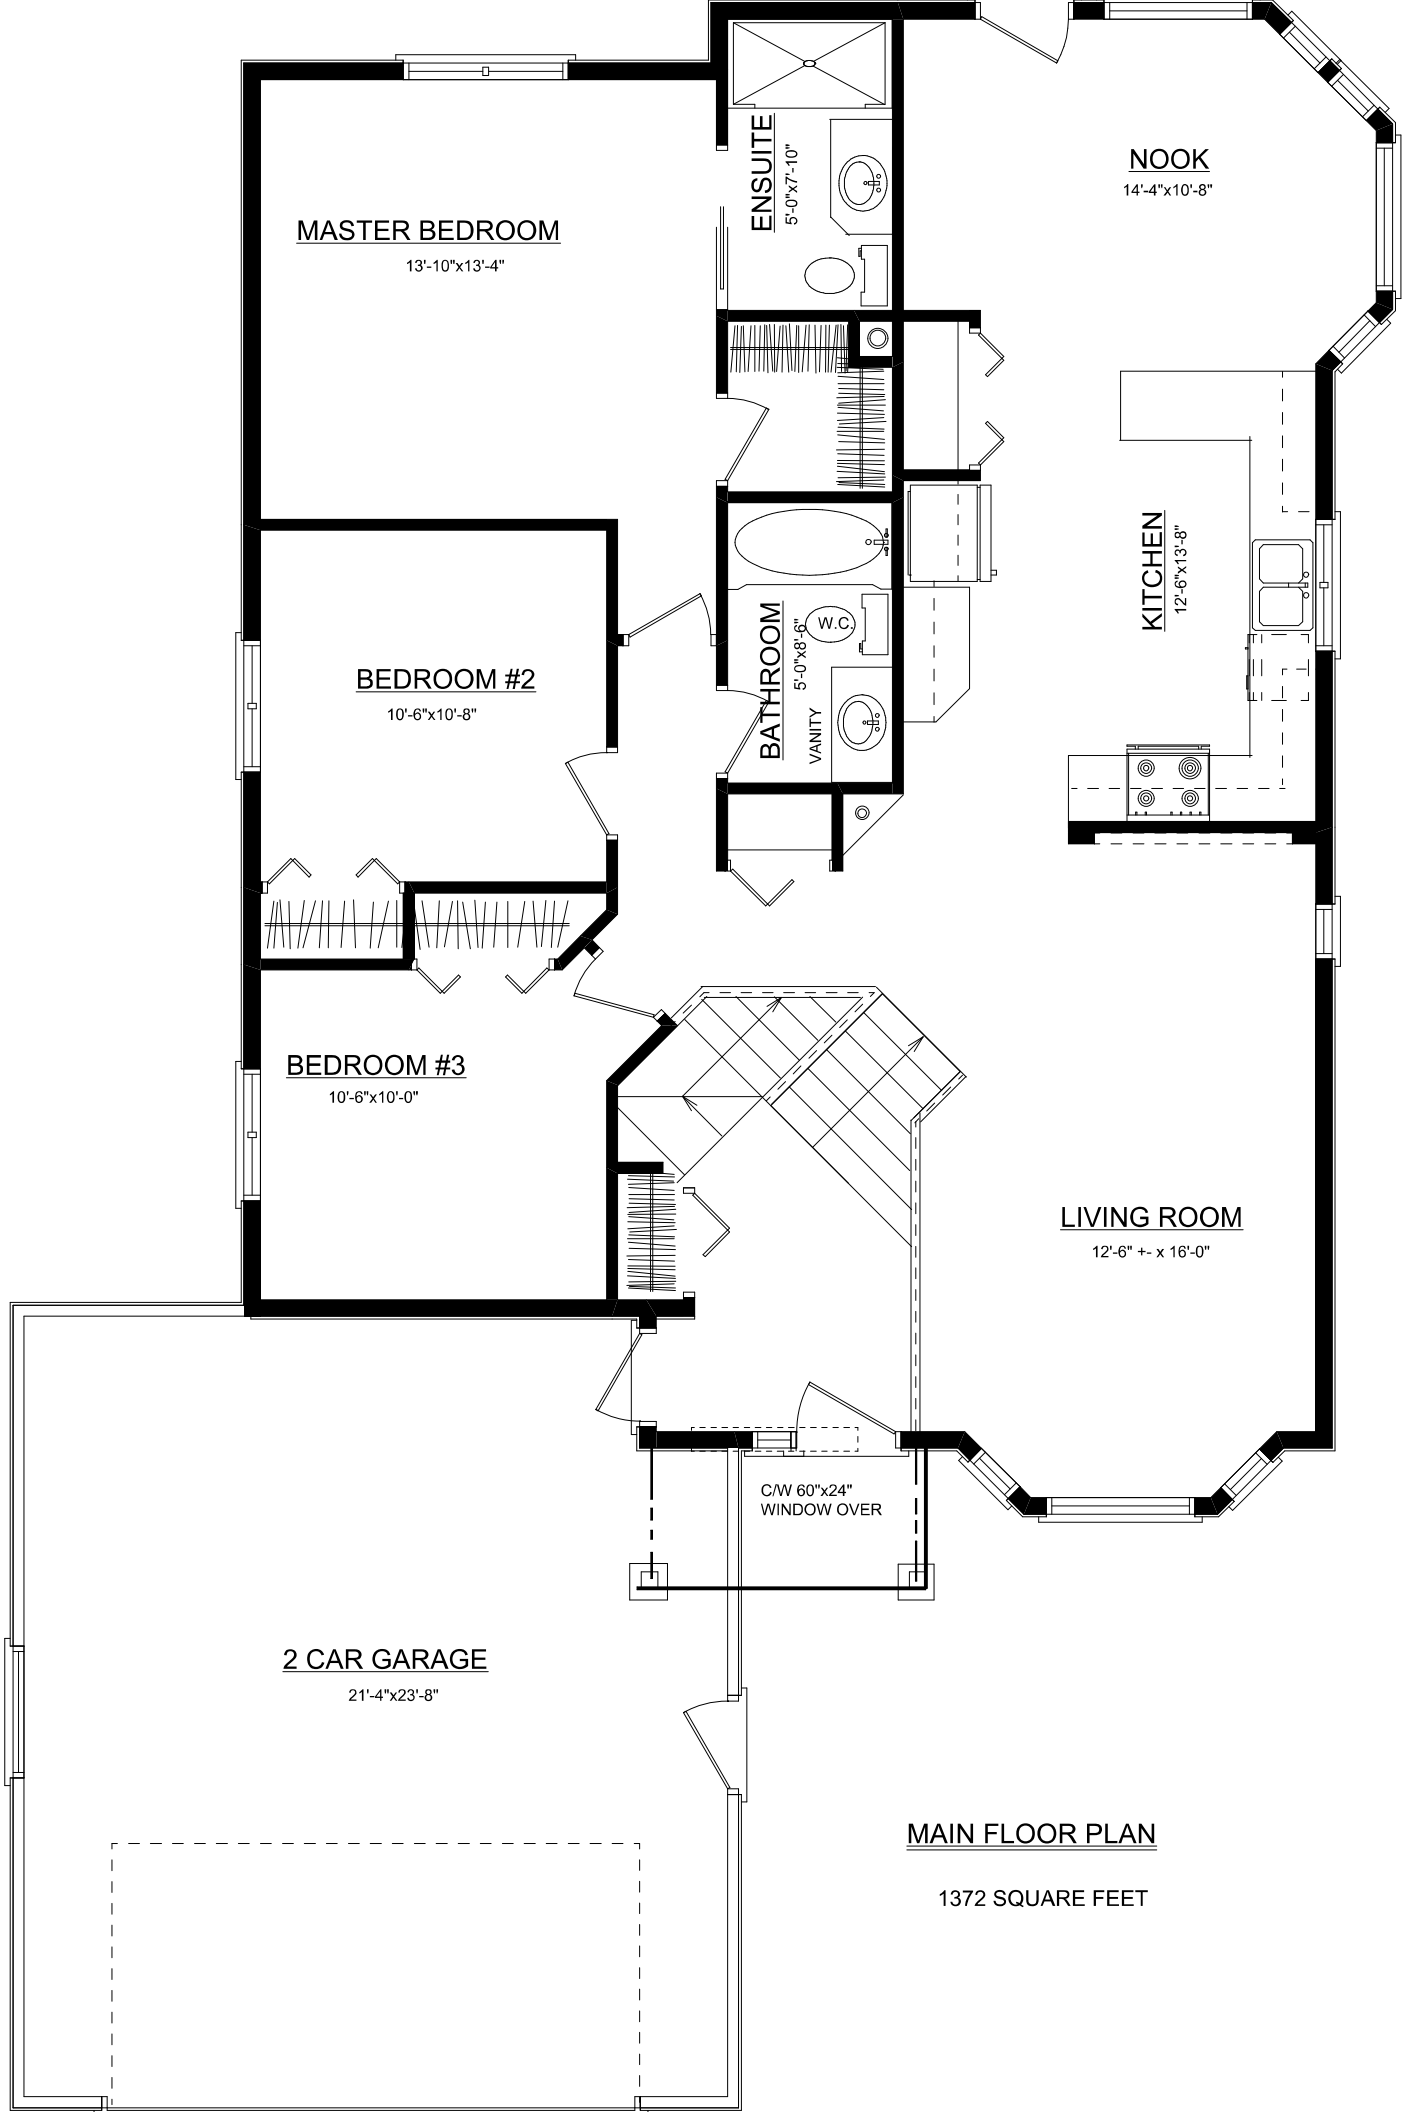 ENSUITE
5'-0"x7'-10"
NOOK
14'-4"x10'-8"
MASTER BEDROOM
13'-10"x13'-4"
KITCHEN
12'-6"x13'-8"
BATHROOM
5'-0"x8'-6"
W.C.
VANITY
BEDROOM #2
10'-6"x10'-8"
BEDROOM #3
10'-6"x10'-0"
LIVING ROOM
12'-6" +- x 16'-0"
C/W 60"x24"
WINDOW OVER
2 CAR GARAGE
21'-4"x23'-8"
MAIN FLOOR PLAN
1372 SQUARE FEET